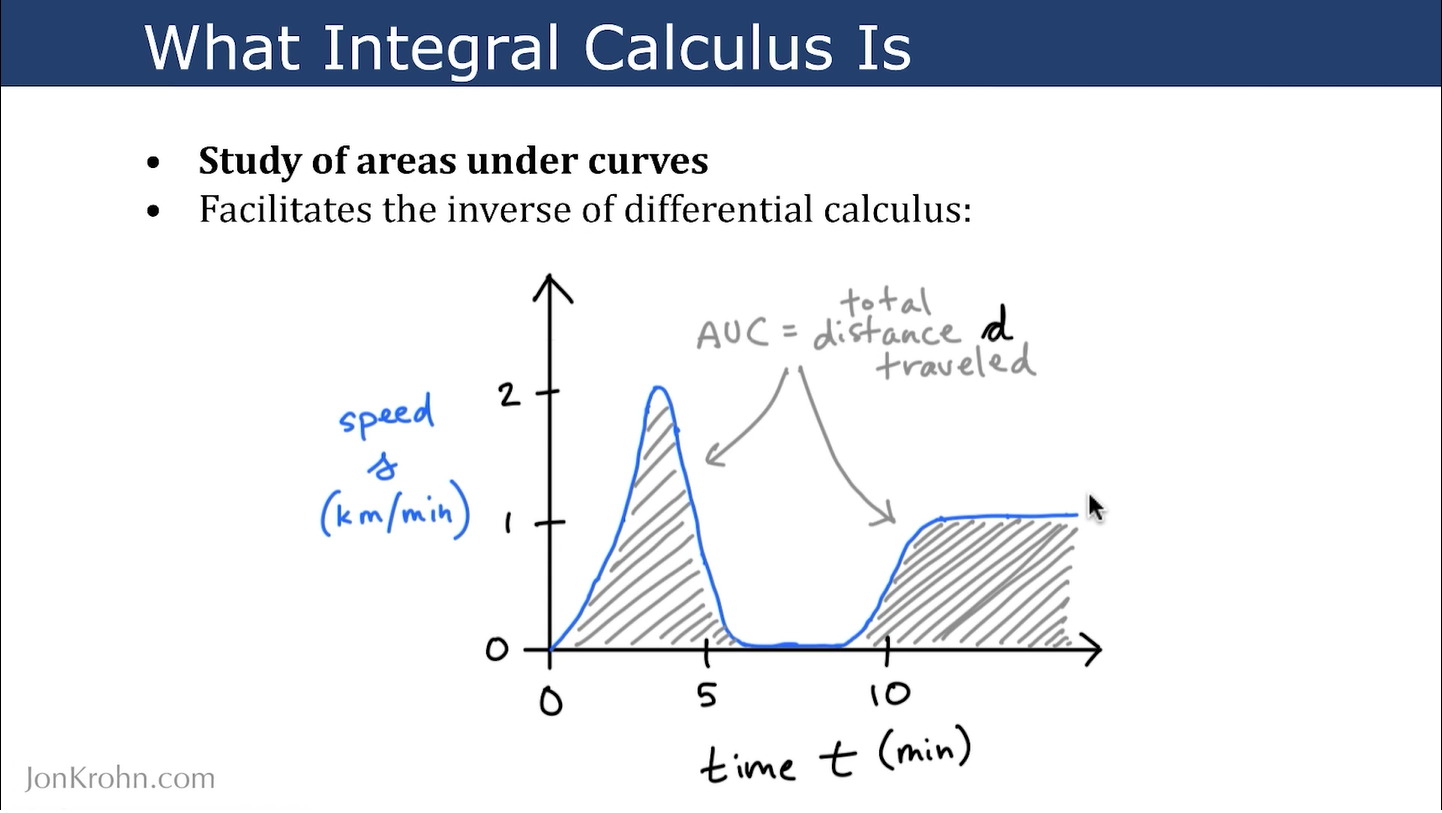 What Integral Calculus Is
• Study of areas under curves
• Facilitates the inverse of differential calculus:
total
AUC = distance d
traveled
2
speed
s
(km/min)
1
0
0 5 10
time t (min)
JonKrohn.com